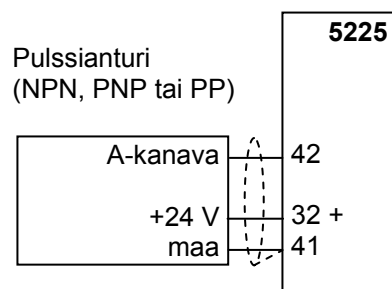 5225
Pulssianturi
(NPN, PNP tai PP)
A-kanava 42
+24 V 32 +
maa 41